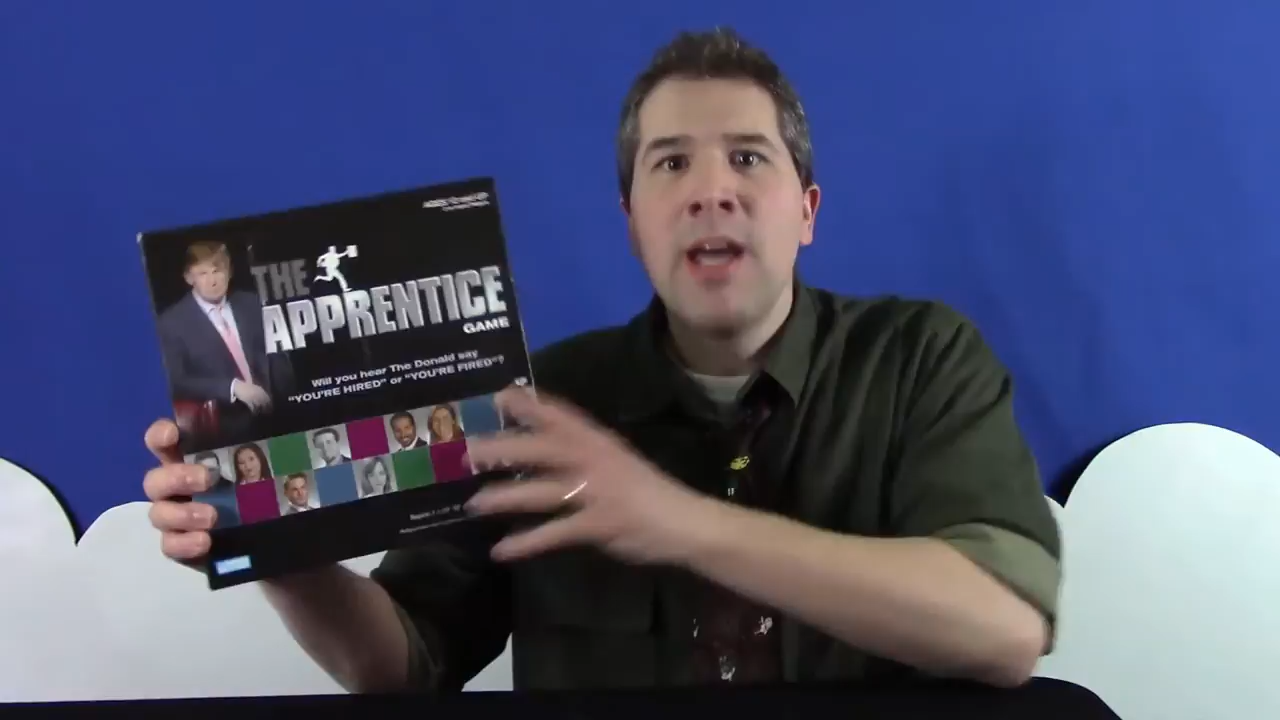 THE
APPRENTICE
GAME
Will you hear The Donald say
"YOU'RE HIRED" or "YOU'RE FIRED"?